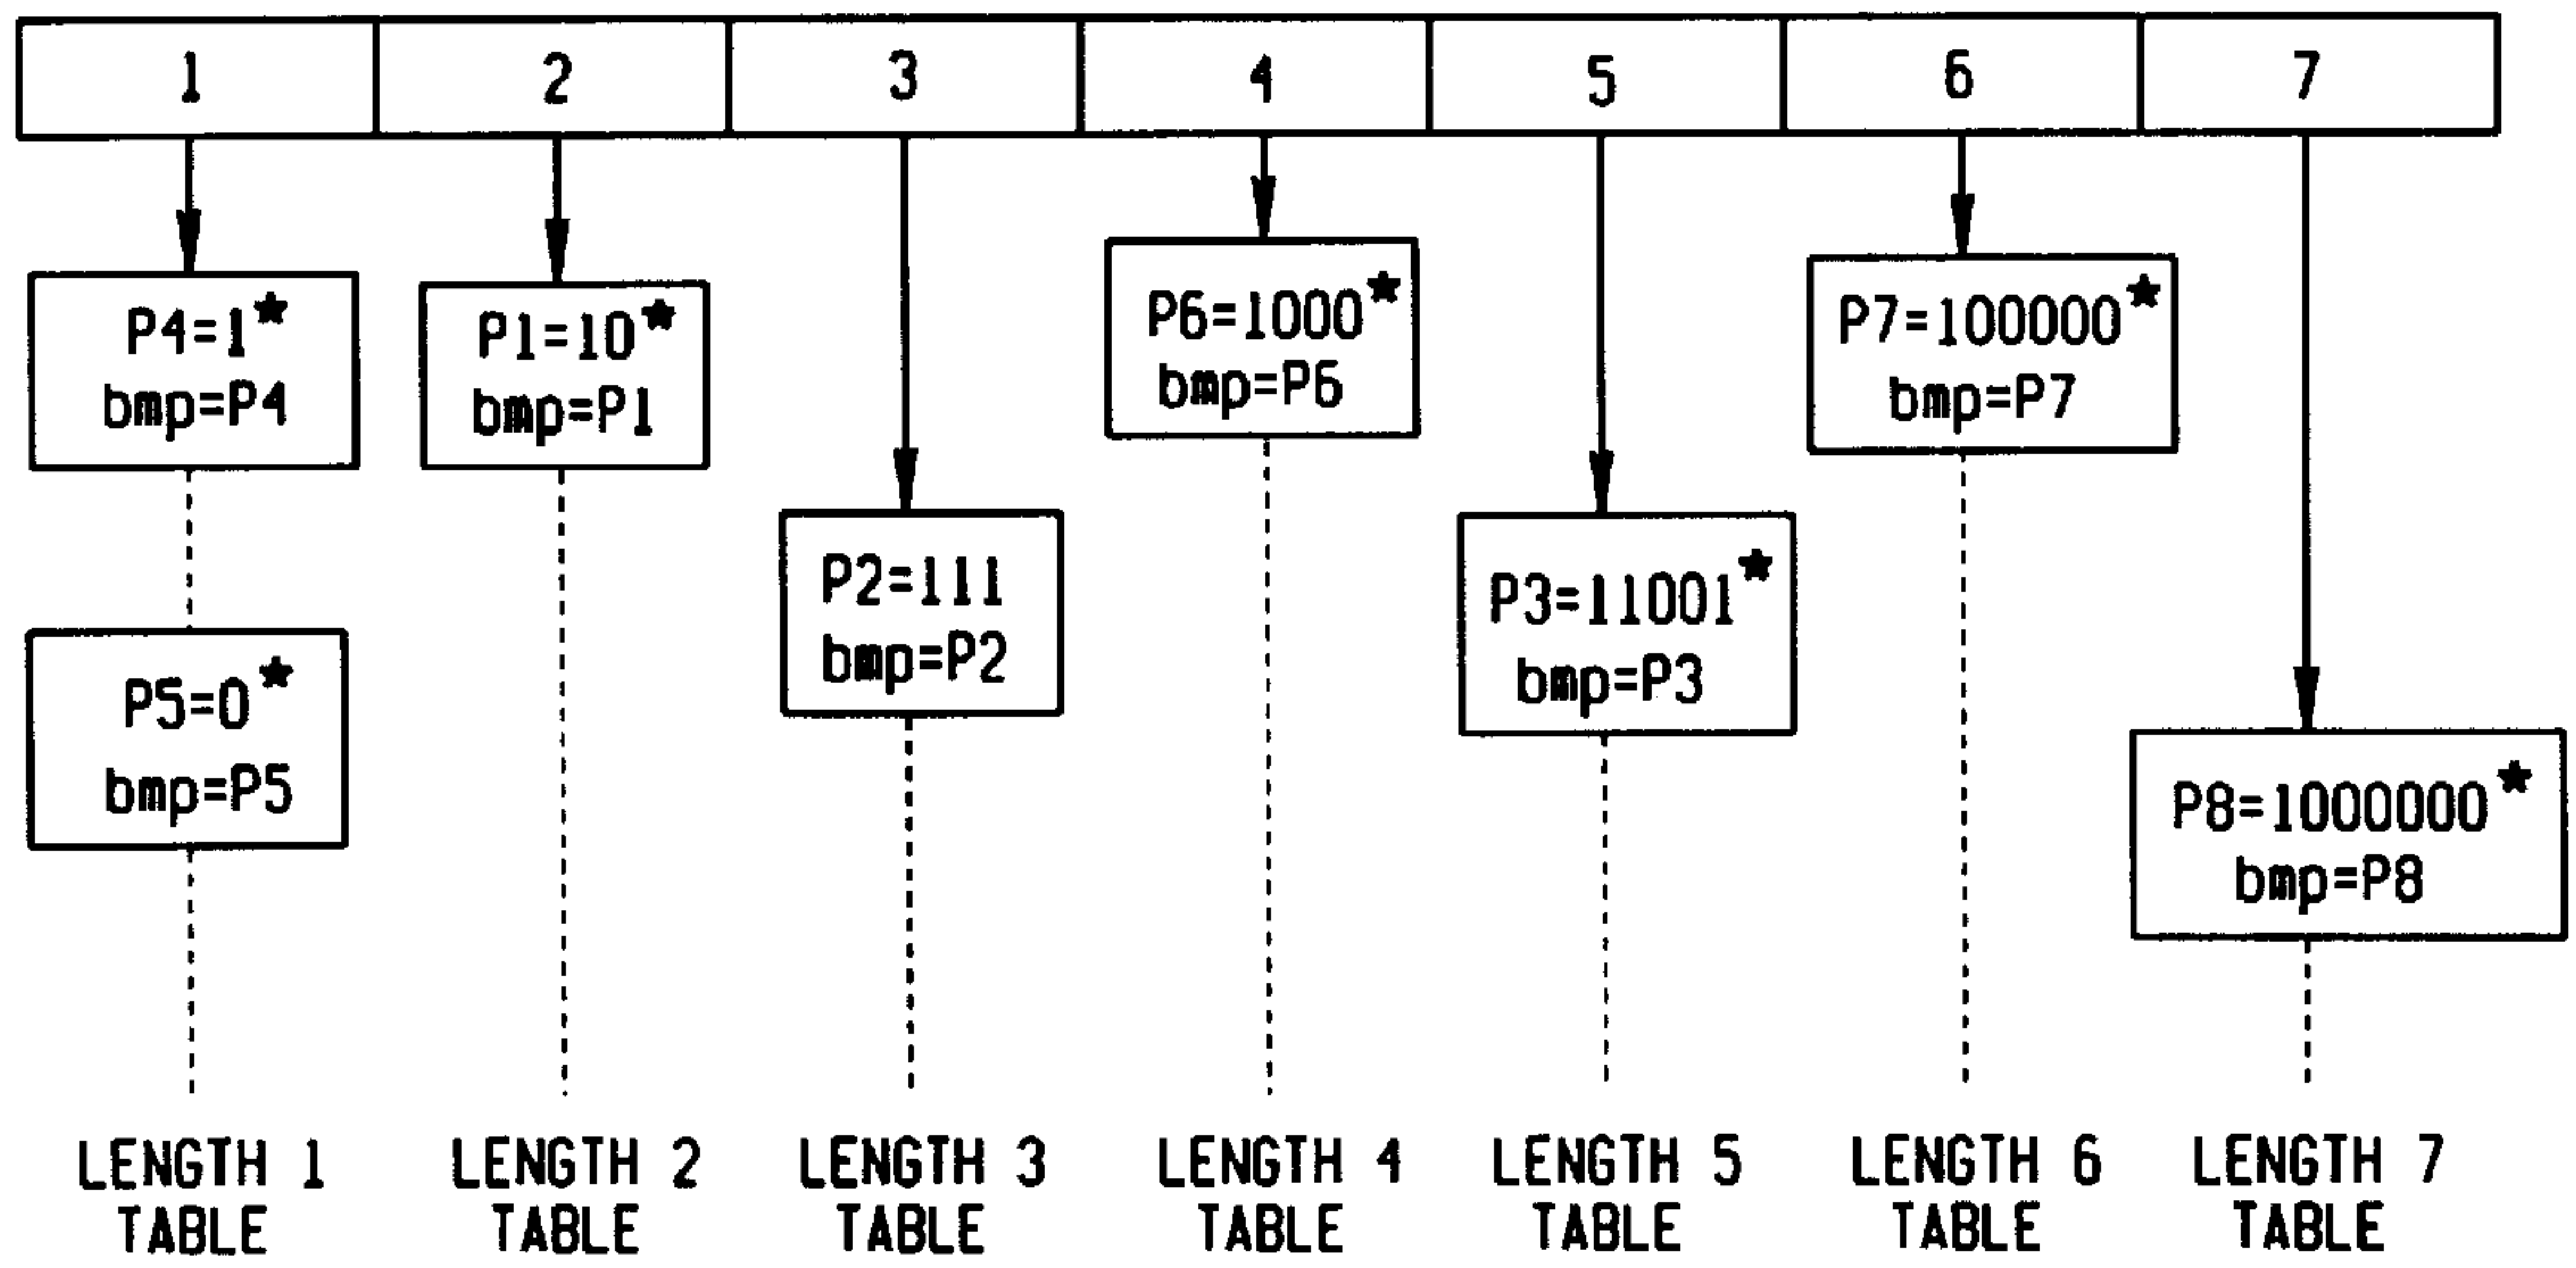 1 2 3 4 5 6 7
P4=1★
bmp=P4
P1=10★
bmp=P1
P6=1000★
bmp=P6
P7=100000★
bmp=P7
P2=111
bmp=P2
P3=11001★
bmp=P3
P5=0★
bmp=P5
P8=1000000★
bmp=P8
LENGTH 1
TABLE
LENGTH 2
TABLE
LENGTH 3
TABLE
LENGTH 4
TABLE
LENGTH 5
TABLE
LENGTH 6
TABLE
LENGTH 7
TABLE